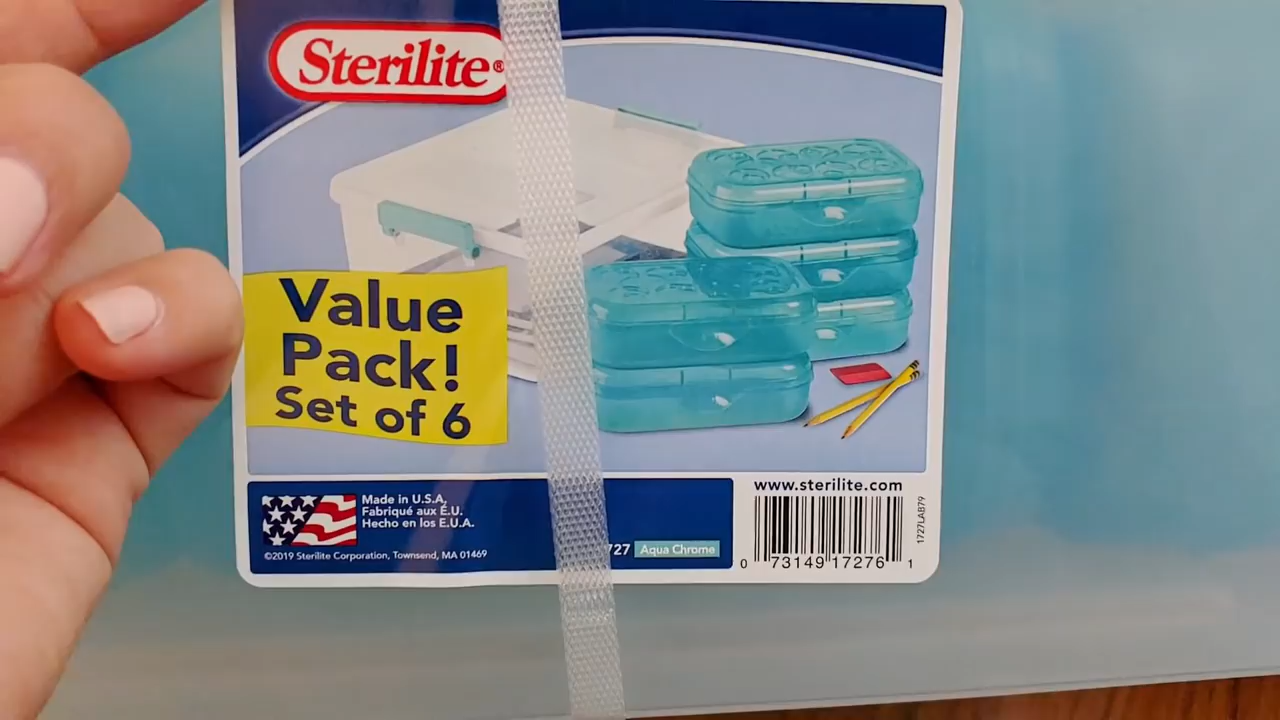 Sterilite®
Value
Pack!
Set of 6
Made in U.S.A.
Fabriqué aux É.U.
Hecho en los E.U.A.
©2019 Sterilite Corporation, Townsend, MA 01469
727 Aqua Chrome
www.sterilite.com
0 73149 17276 1
1727LAB79